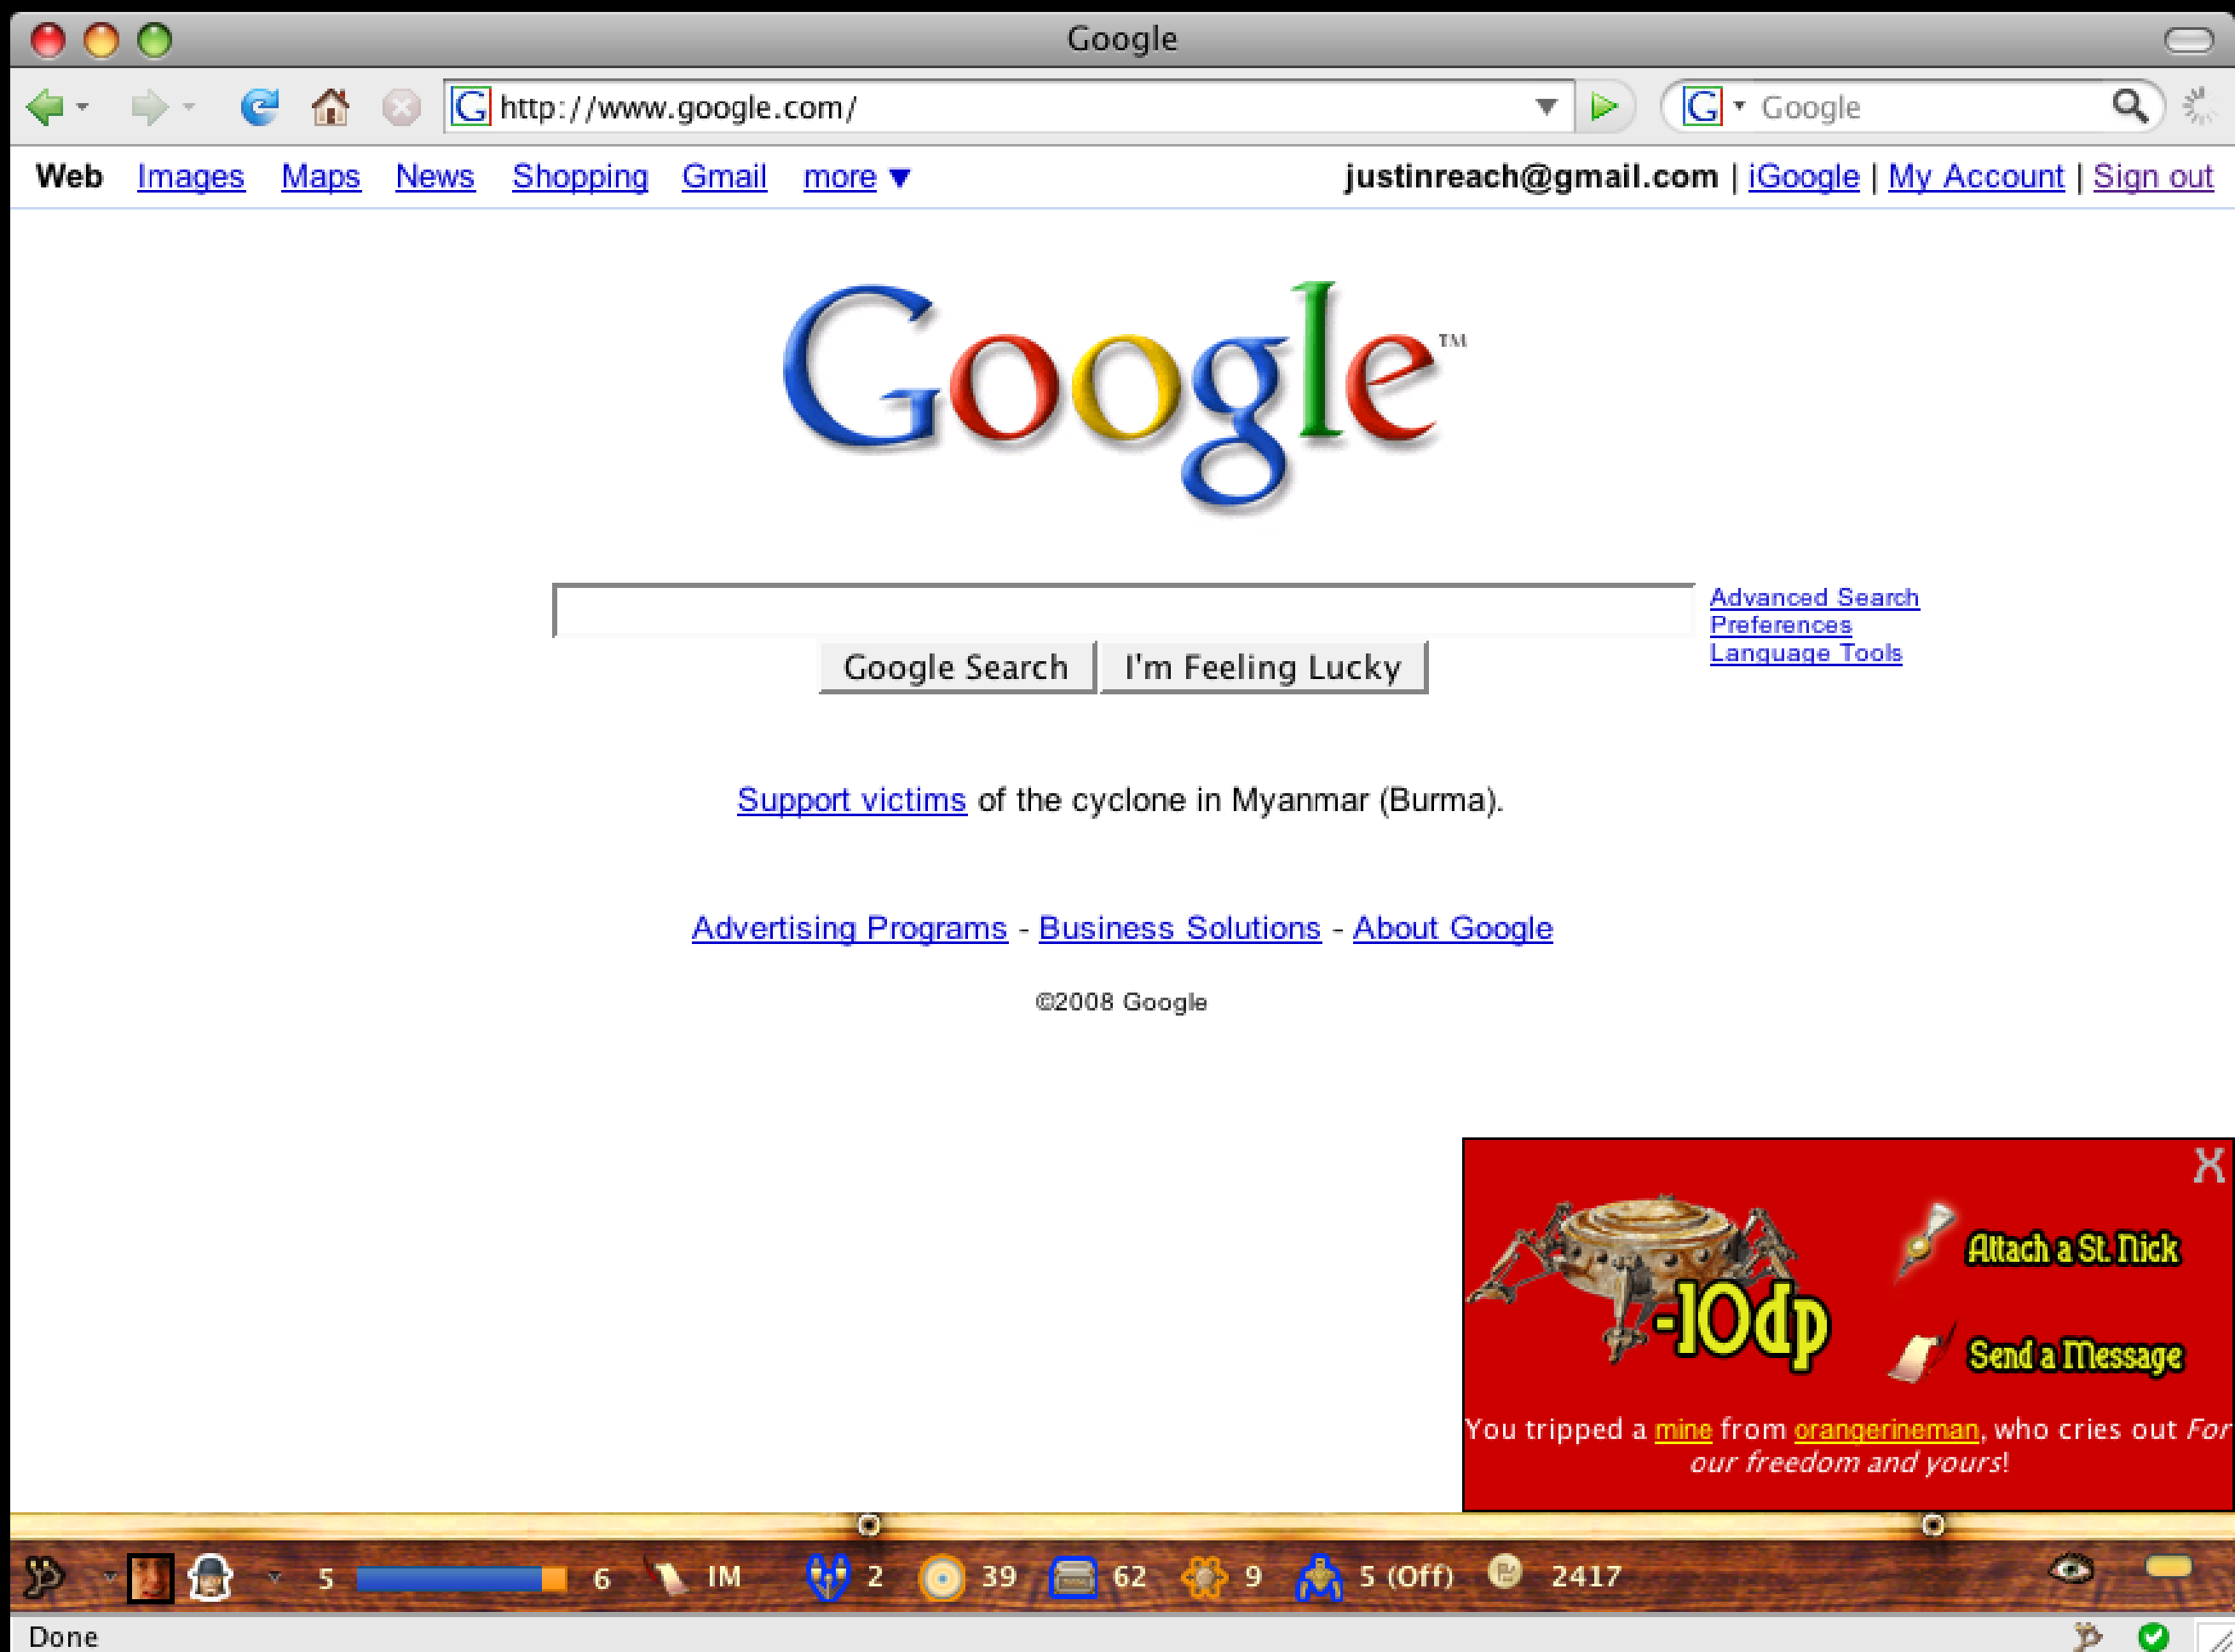 Google
http://www.google.com/
Google
Web Images Maps News Shopping Gmail more ▼
justinreach@gmail.com | iGoogle | My Account | Sign out
Google™
Advanced Search
Preferences
Language Tools
Google Search
I'm Feeling Lucky
Support victims of the cyclone in Myanmar (Burma).
Advertising Programs - Business Solutions - About Google
©2008 Google
X
Attach a St. Nick
-10dp
Send a Message
You tripped a mine from orangerineman, who cries out For
our freedom and yours!
5 6 IM 2 39 62 9 5 (Off) 2417
Done